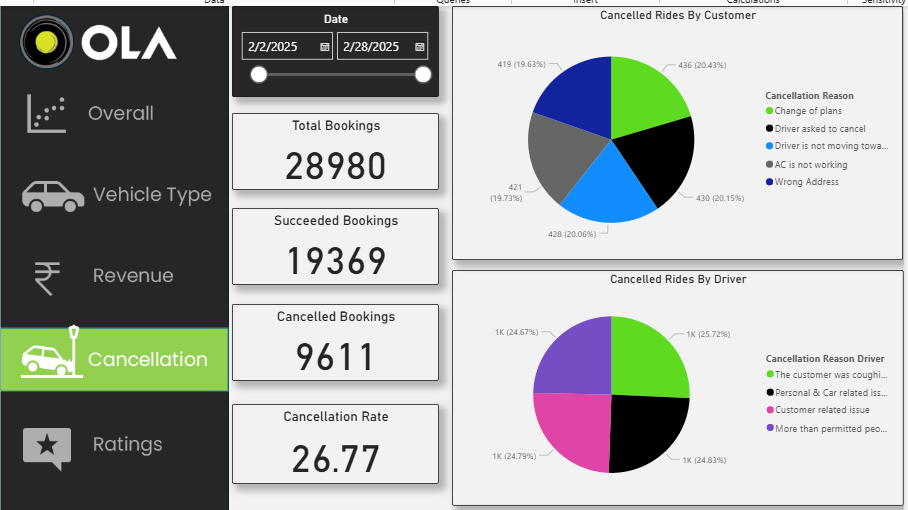 Data
Queries
Insert
Calculations
Sensitivity
OLA
Overall
Vehicle Type
Revenue
Cancellation
Ratings
Date
2/2/2025
2/28/2025
Total Bookings
28980
Succeeded Bookings
19369
Cancelled Bookings
9611
Cancellation Rate
26.77
Cancelled Rides By Customer
419 (19.63%)
436 (20.43%)
421
(19.73%)
430 (20.15%)
428 (20.06%)
Cancellation Reason
Change of plans
Driver asked to cancel
Driver is not moving towa...
AC is not working
Wrong Address
Cancelled Rides By Driver
1K (24.67%)
1K (25.72%)
1K (24.79%)
1K (24.83%)
Cancellation Reason Driver
The customer was coughi...
Personal & Car related iss...
Customer related issue
More than permitted peo...